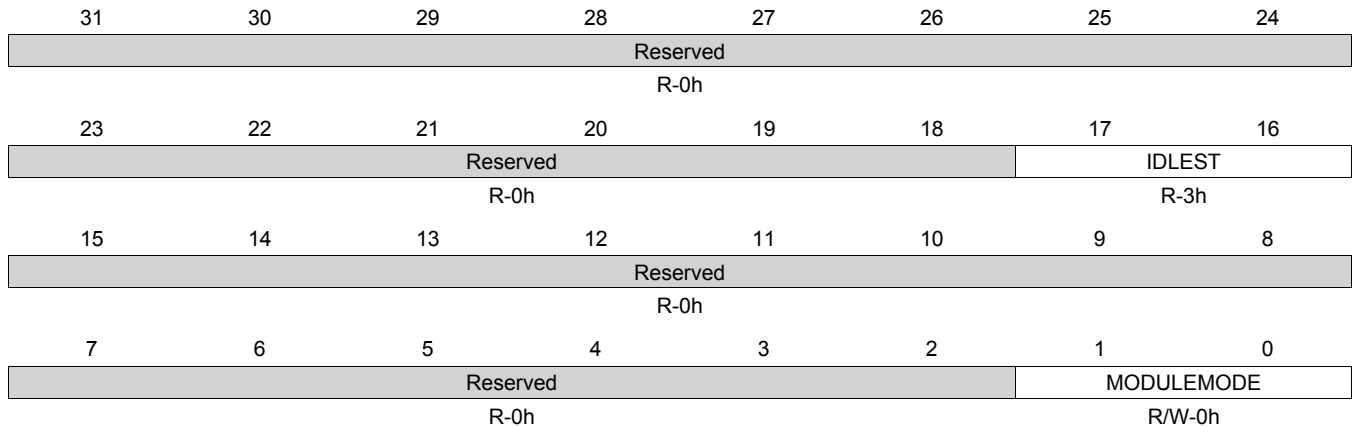 31 30 29 28 27 26 25 24
Reserved
R-0h
23 22 21 20 19 18 17 16
Reserved IDLEST
R-0h R-3h
15 14 13 12 11 10 9 8
Reserved
R-0h
7 6 5 4 3 2 1 0
Reserved MODULEMODE
R-0h R/W-0h